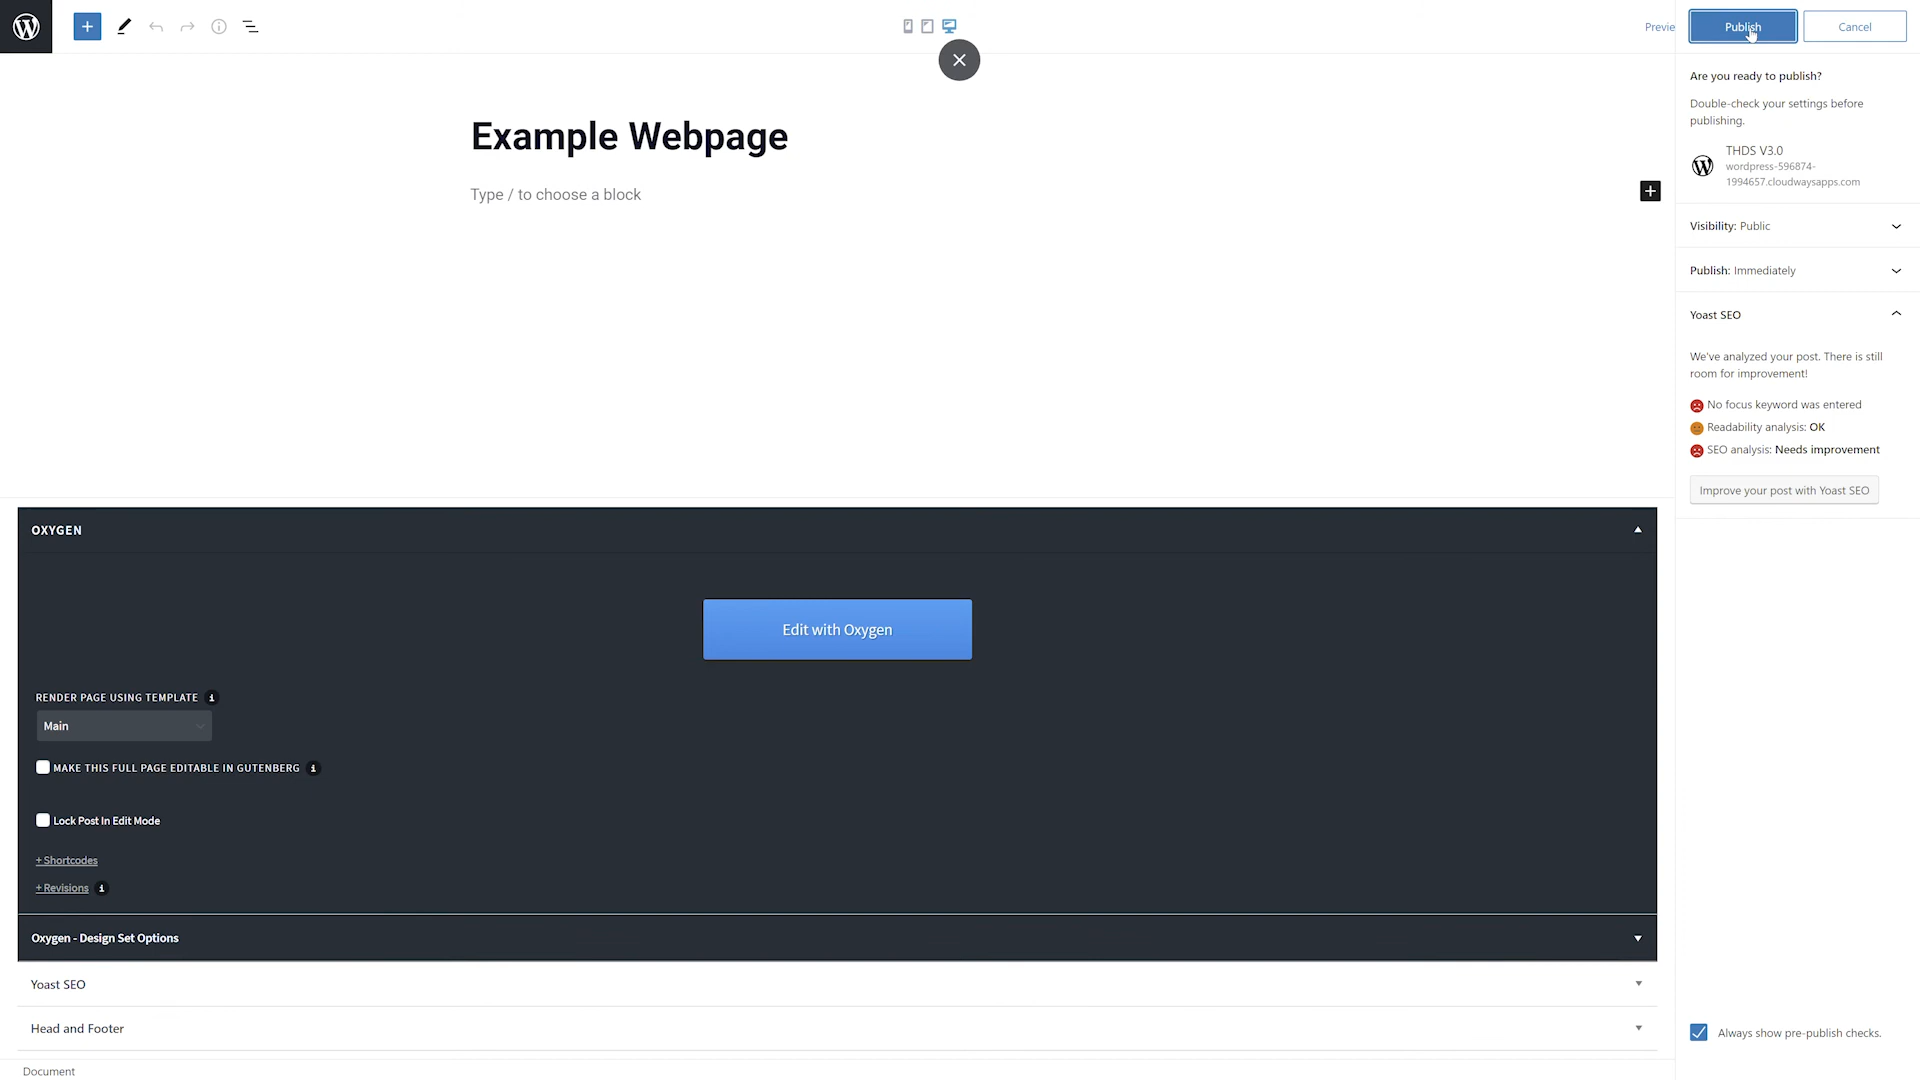 Previe
Publish
Cancel
Are you ready to publish?
Double-check your settings before
publishing.
THDS V3.0
wordpress-596874-
1994657.cloudwaysapps.com
Visibility: Public
Publish: Immediately
Yoast SEO
We've analyzed your post. There is still
room for improvement!
No focus keyword was entered
Readability analysis: OK
SEO analysis: Needs improvement
Improve your post with Yoast SEO
Always show pre-publish checks.
Example Webpage
Type / to choose a block
OXYGEN
Edit with Oxygen
RENDER PAGE USING TEMPLATE
Main
MAKE THIS FULL PAGE EDITABLE IN GUTENBERG
Lock Post In Edit Mode
+ Shortcodes
+ Revisions
Oxygen - Design Set Options
Yoast SEO
Head and Footer
Document